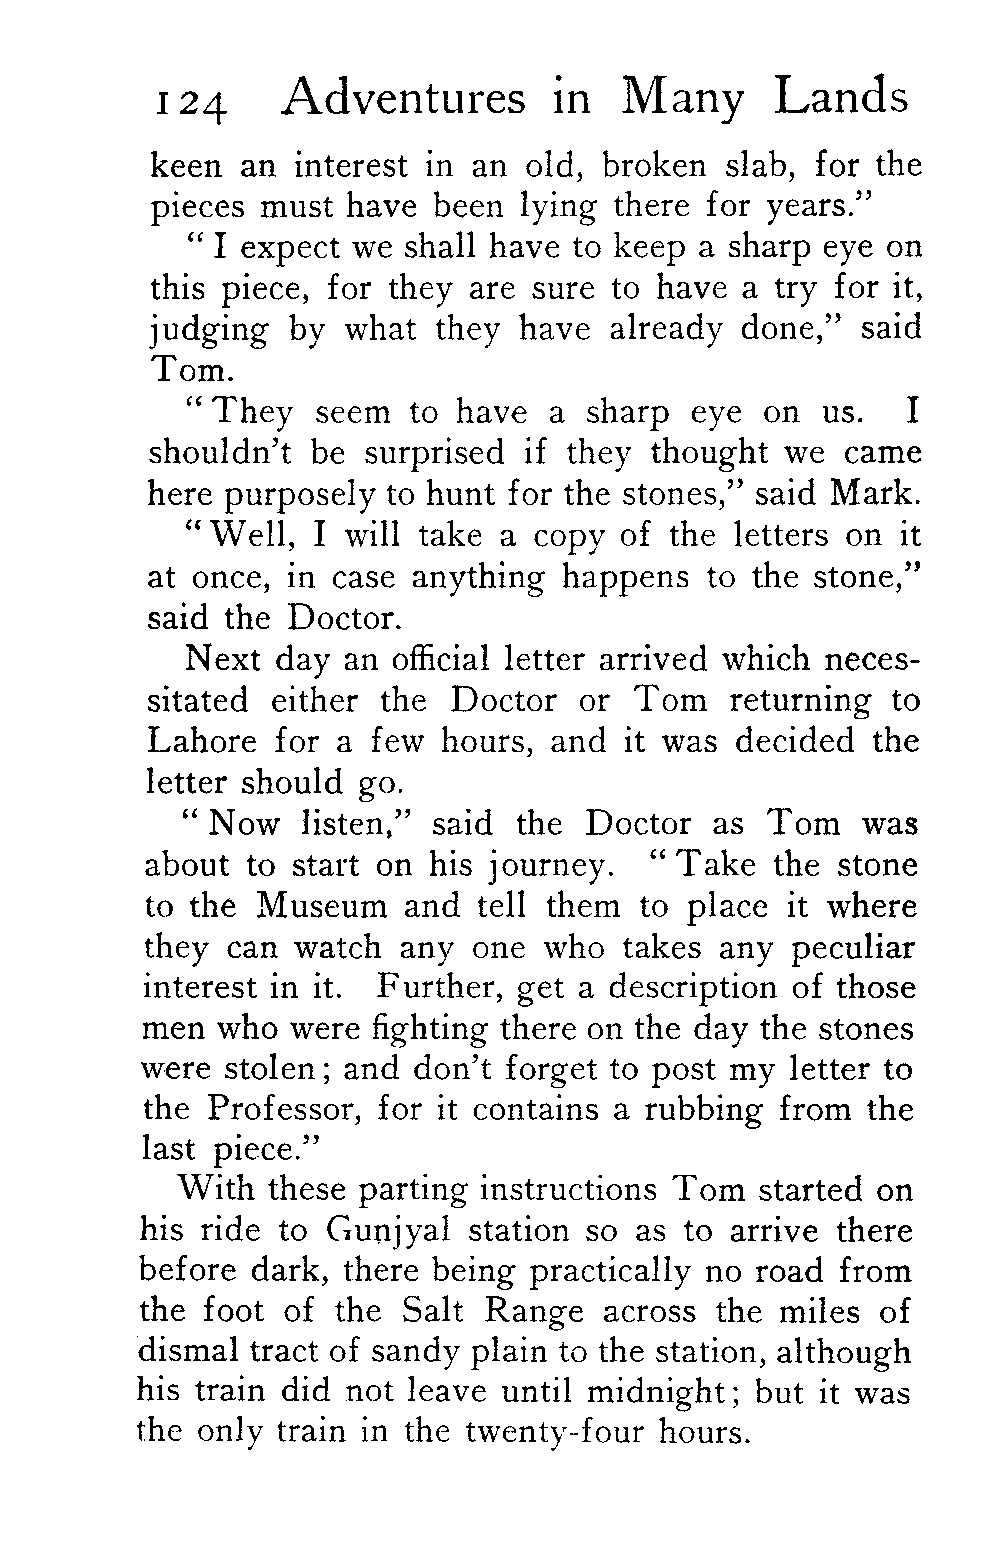 124 Adventures in Many Lands
keen an interest in an old, broken slab, for the
pieces must have been lying there for years.”
“ I expect we shall have to keep a sharp eye on
this piece, for they are sure to have a try for it,
judging by what they have already done,” said
Tom.
“ They seem to have a sharp eye on us. I
shouldn’t be surprised if they thought we came
here purposely to hunt for the stones,” said Mark.
“ Well, I will take a copy of the letters on it
at once, in case anything happens to the stone,”
said the Doctor.
Next day an official letter arrived which neces-
sitated either the Doctor or Tom returning to
Lahore for a few hours, and it was decided the
letter should go.
“ Now listen,” said the Doctor as Tom was
about to start on his journey. “ Take the stone
to the Museum and tell them to place it where
they can watch any one who takes any peculiar
interest in it. Further, get a description of those
men who were fighting there on the day the stones
were stolen; and don’t forget to post my letter to
the Professor, for it contains a rubbing from the
last piece.”
With these parting instructions Tom started on
his ride to Gunjyal station so as to arrive there
before dark, there being practically no road from
the foot of the Salt Range across the miles of
dismal tract of sandy plain to the station, although
his train did not leave until midnight; but it was
the only train in the twenty-four hours.